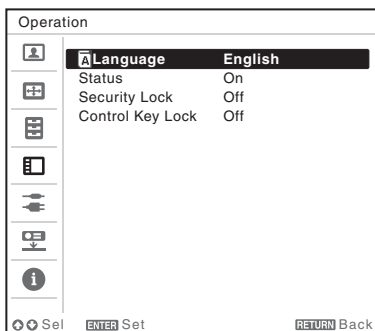 Operation
A Language English
Status On
Security Lock Off
Control Key Lock Off
Sel ENTER Set RETURN Back